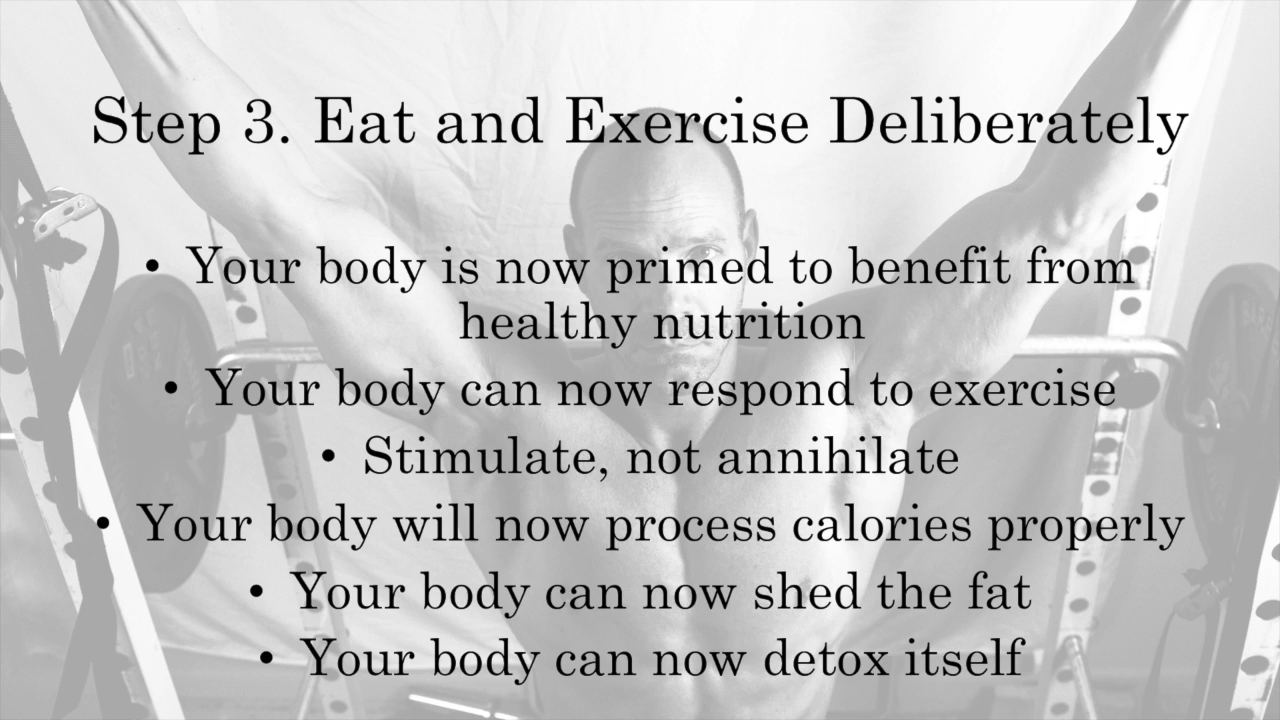 Step 3. Eat and Exercise Deliberately
• Your body is now primed to benefit from
healthy nutrition
• Your body can now respond to exercise
• Stimulate, not annihilate
• Your body will now process calories properly
• Your body can now shed the fat
• Your body can now detox itself